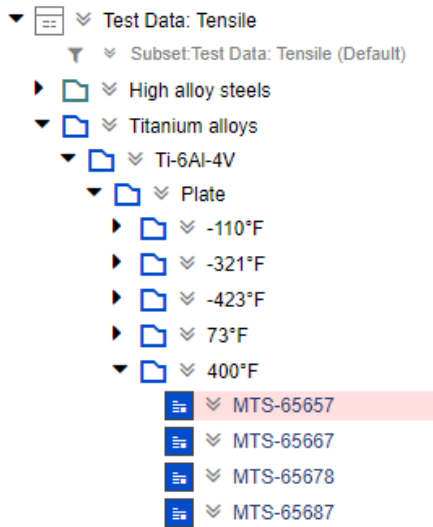 Test Data: Tensile
Subset:Test Data: Tensile (Default)
High alloy steels
Titanium alloys
Ti-6Al-4V
Plate
-110°F
-321°F
-423°F
73°F
400°F
MTS-65657
MTS-65667
MTS-65678
MTS-65687